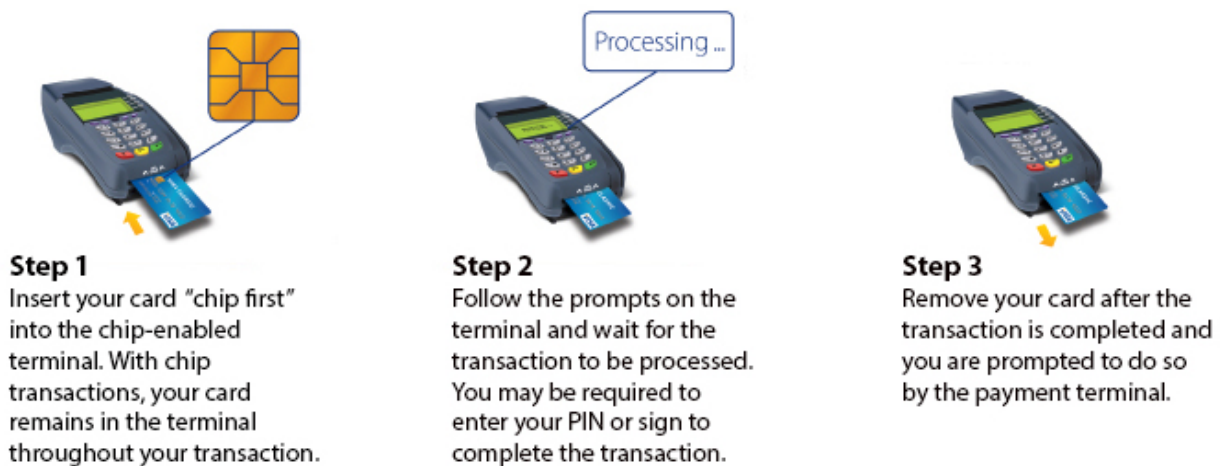 Processing ...
VISA
VISA
VISA
Step 1
Insert your card "chip first"
into the chip-enabled
terminal. With chip
transactions, your card
remains in the terminal
throughout your transaction.
Step 2
Follow the prompts on the
terminal and wait for the
transaction to be processed.
You may be required to
enter your PIN or sign to
complete the transaction.
Step 3
Remove your card after the
transaction is completed and
you are prompted to do so
by the payment terminal.